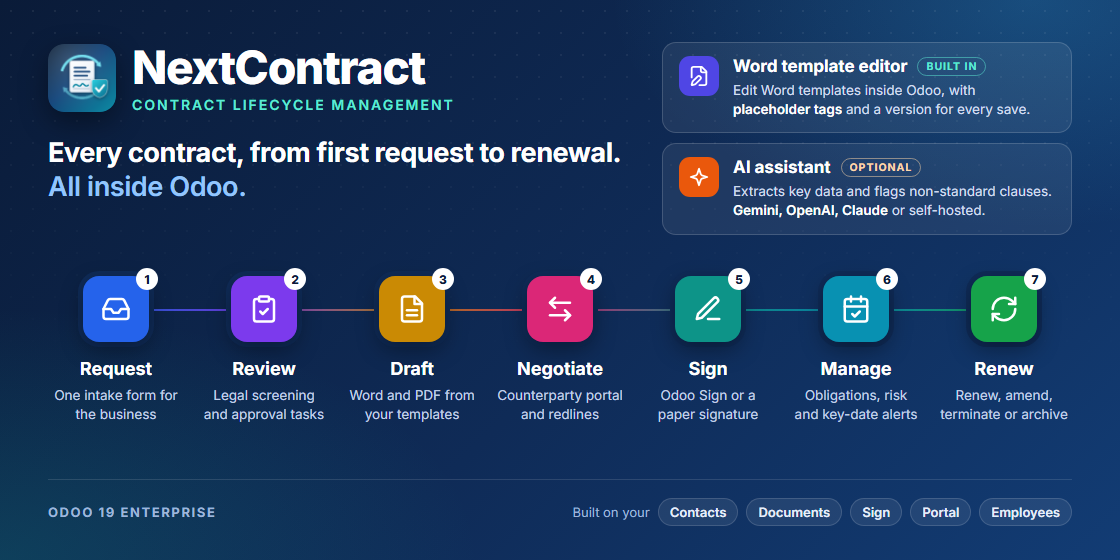 NextContract
CONTRACT LIFECYCLE MANAGEMENT
Every contract, from first request to renewal.
All inside Odoo.
Word template editor BUILT IN
Edit Word templates inside Odoo, with
placeholder tags and a version for every save.
AI assistant OPTIONAL
Extracts key data and flags non-standard clauses.
Gemini, OpenAI, Claude or self-hosted.
1
Request
One intake form for
the business
2
Review
Legal screening
and approval tasks
3
Draft
Word and PDF from
your templates
4
Negotiate
Counterparty portal
and redlines
5
Sign
Odoo Sign or a
paper signature
6
Manage
Obligations, risk
and key-date alerts
7
Renew
Renew, amend,
terminate or archive
ODOO 19 ENTERPRISE
Built on your Contacts Documents Sign Portal Employees